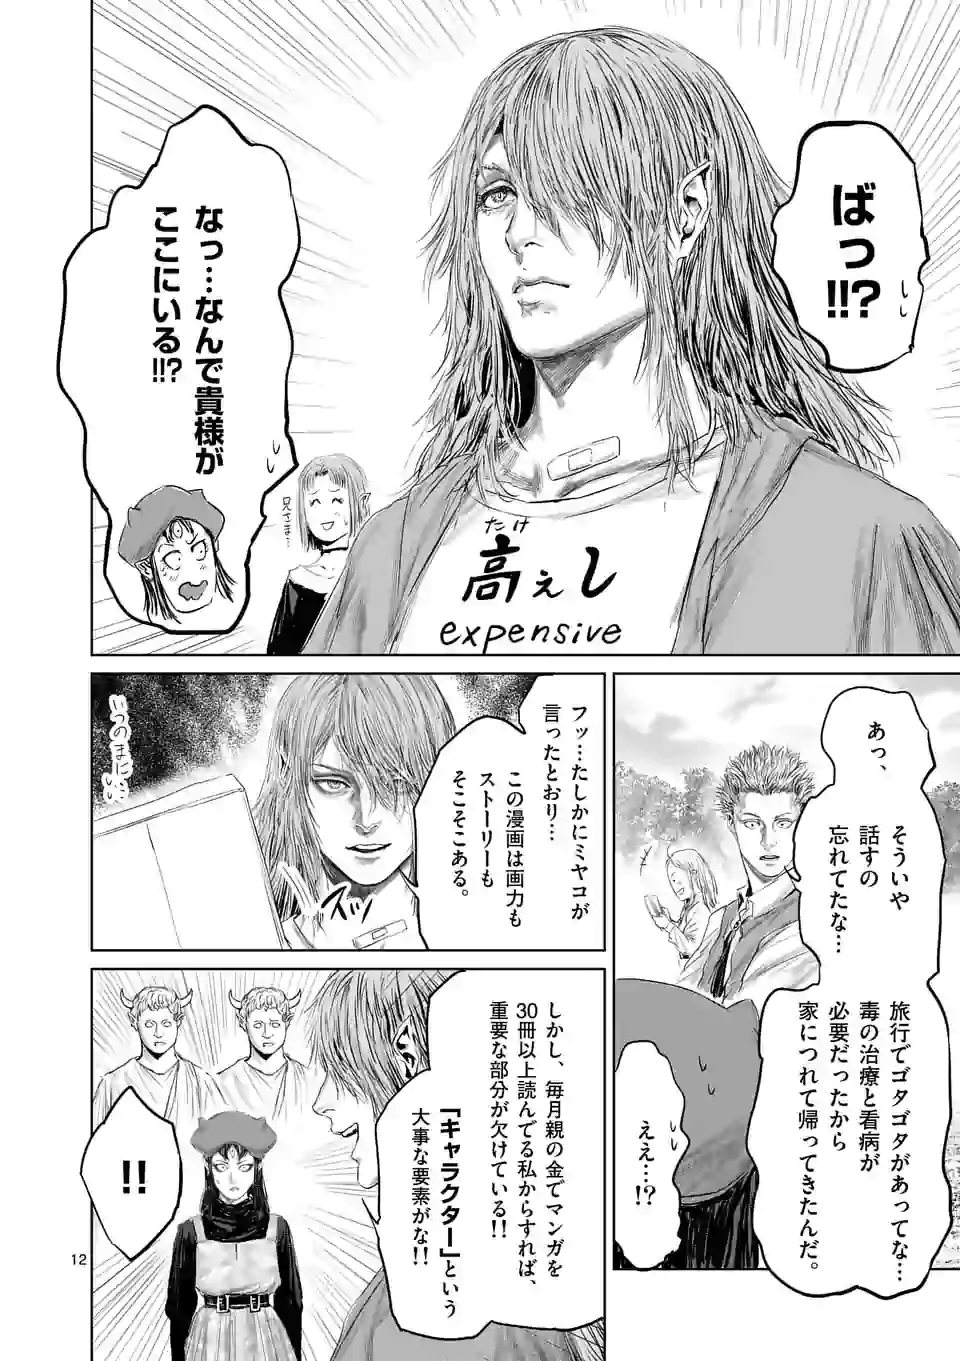 ばっ!!?
なっ…なんで貴様が
ここにいる!!?
兄さま…
たけ
高ぇし
expensive
あっ、
そういや
話すの
忘れてたな…
旅行でゴタゴタがあってな…
毒の治療と看病が
必要だったから
家につれて帰ってきたんだ。
ええ…!?
フッ…たしかにミヤコが
言ったとおり…
この漫画は画力も
ストーリーも
そこそこある。
いつのまに…
ズッ
しかし、毎月親の金でマンガを
30冊以上読んでる私からすれば、
重要な部分が欠けている!!
「キャラクター」という
大事な要素がな!!
!!
12